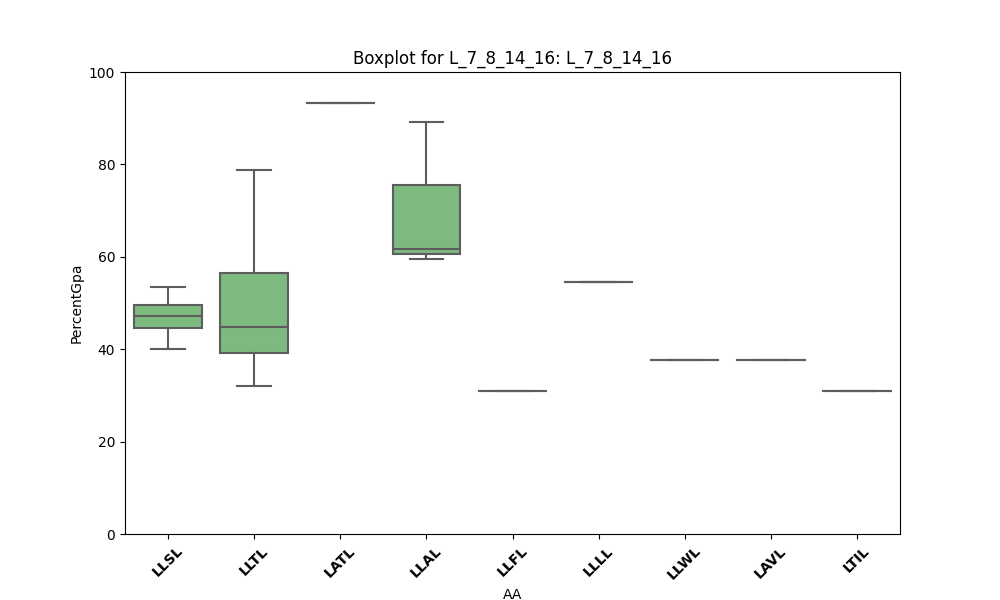 Boxplot for L_7_8_14_16: L_7_8_14_16
100
80
60
40
20
0
PercentGpa
LLSL
LLTL
LATL
LLAL
LLFL
LLLL
LLWL
LAVL
LTIL
AA